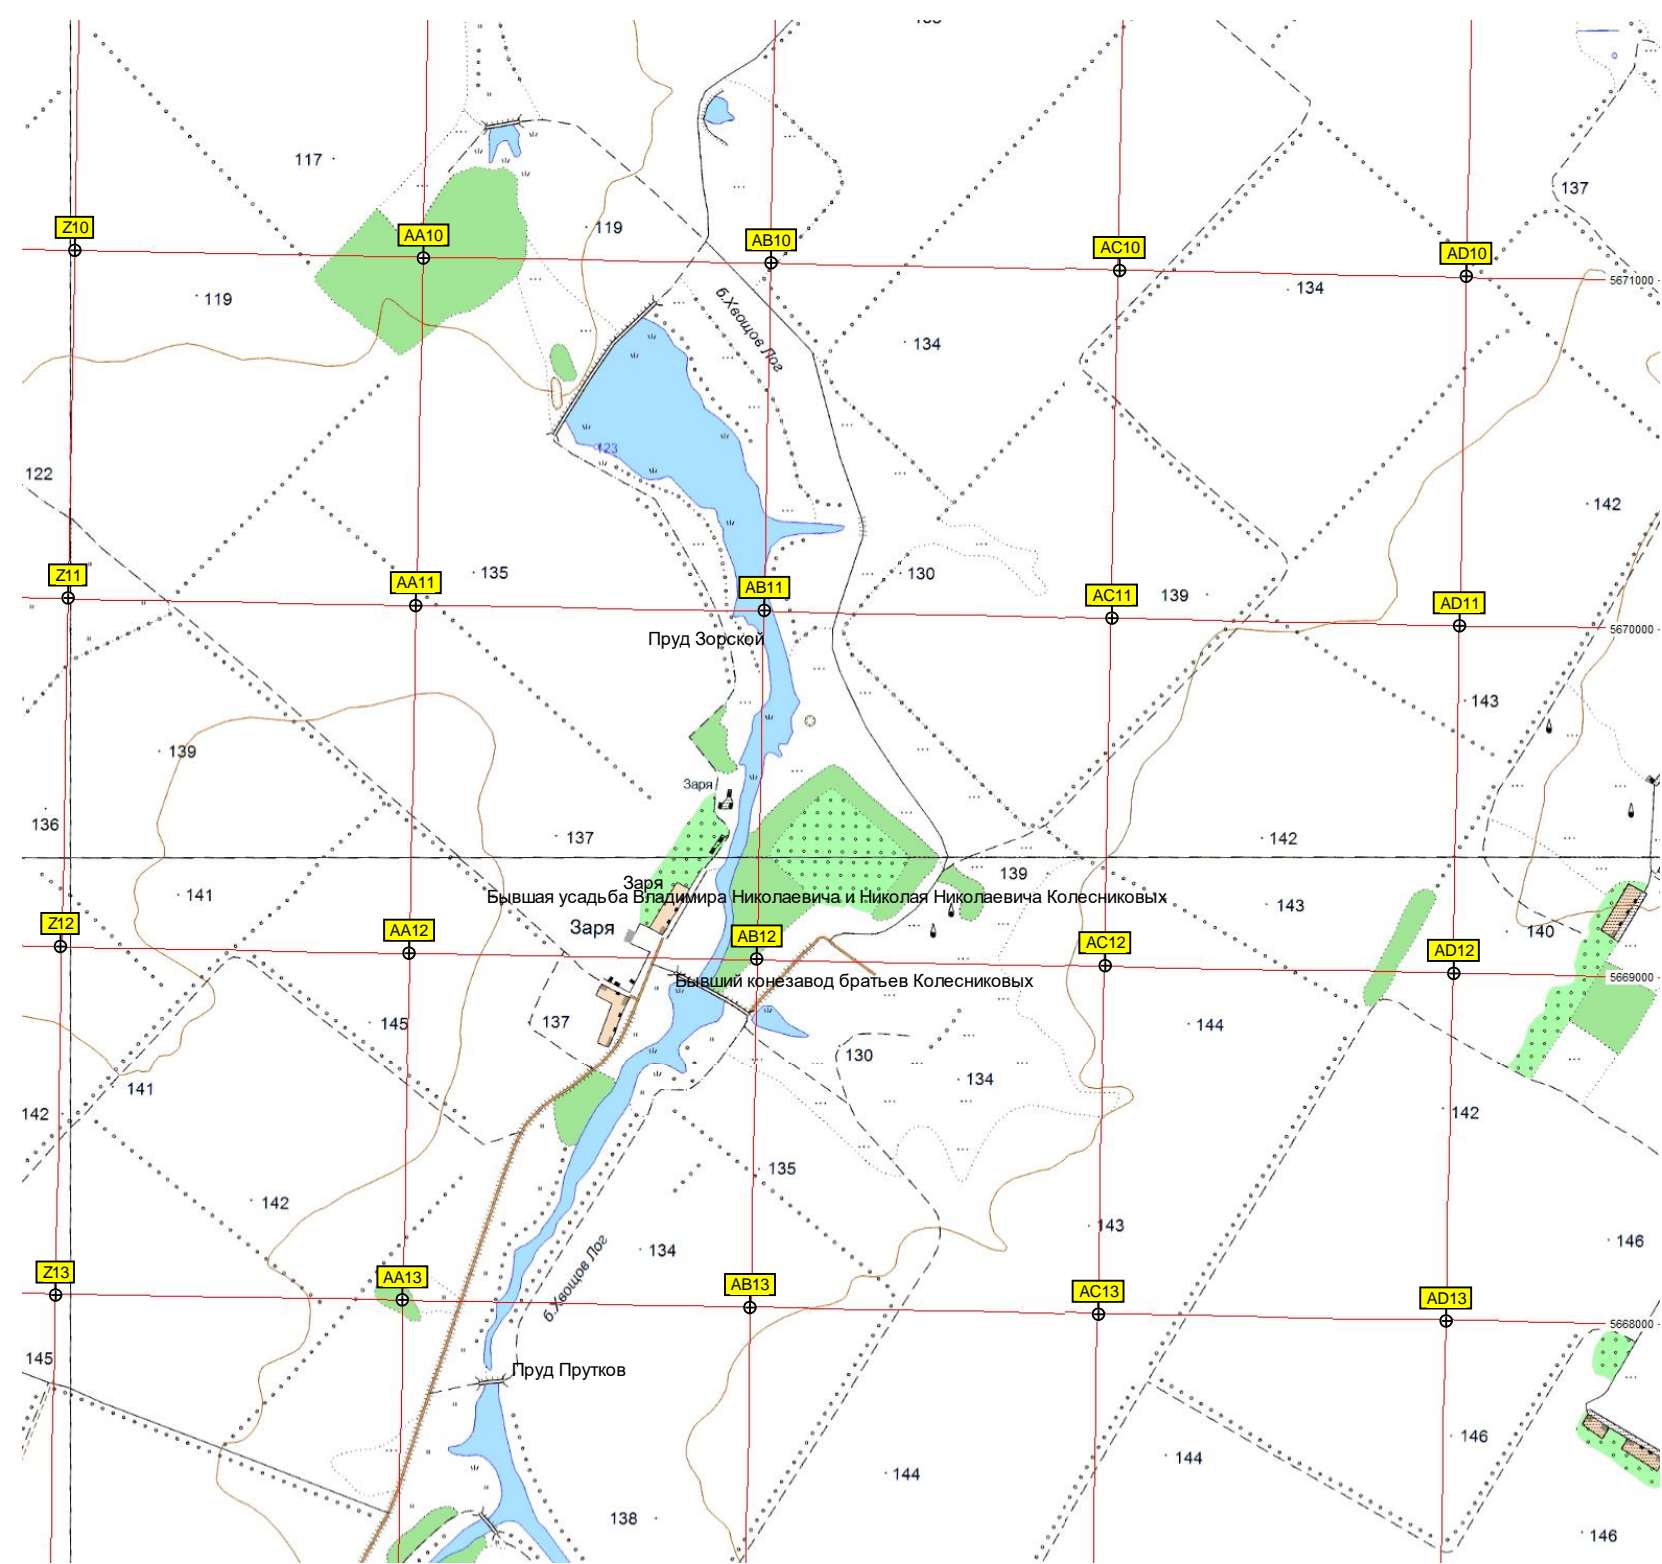 117
137
Z10
AA10
119
AB10
AC10
AD10
5671000
119
134
б.Хвощов Лог
134
123
122
142
Z11
AA11
135
AB11
130
AC11
139
AD11
5670000
Пруд Зорской
143
139
Заря
136
137
142
139
Заря
141
Бывшая усадьба Владимира Николаевича и Николая Николаевича Колесниковых
143
Z12
AA12
Заря
AB12
AC12
AD12
140
5669000
Бывший конезавод братьев Колесниковых
145
137
144
130
134
141
142
142
135
142
143
134
146
б.Хвощов Лог
Z13
AA13
AB13
AC13
AD13
5668000
145
Пруд Прутков
146
144
144
138
146